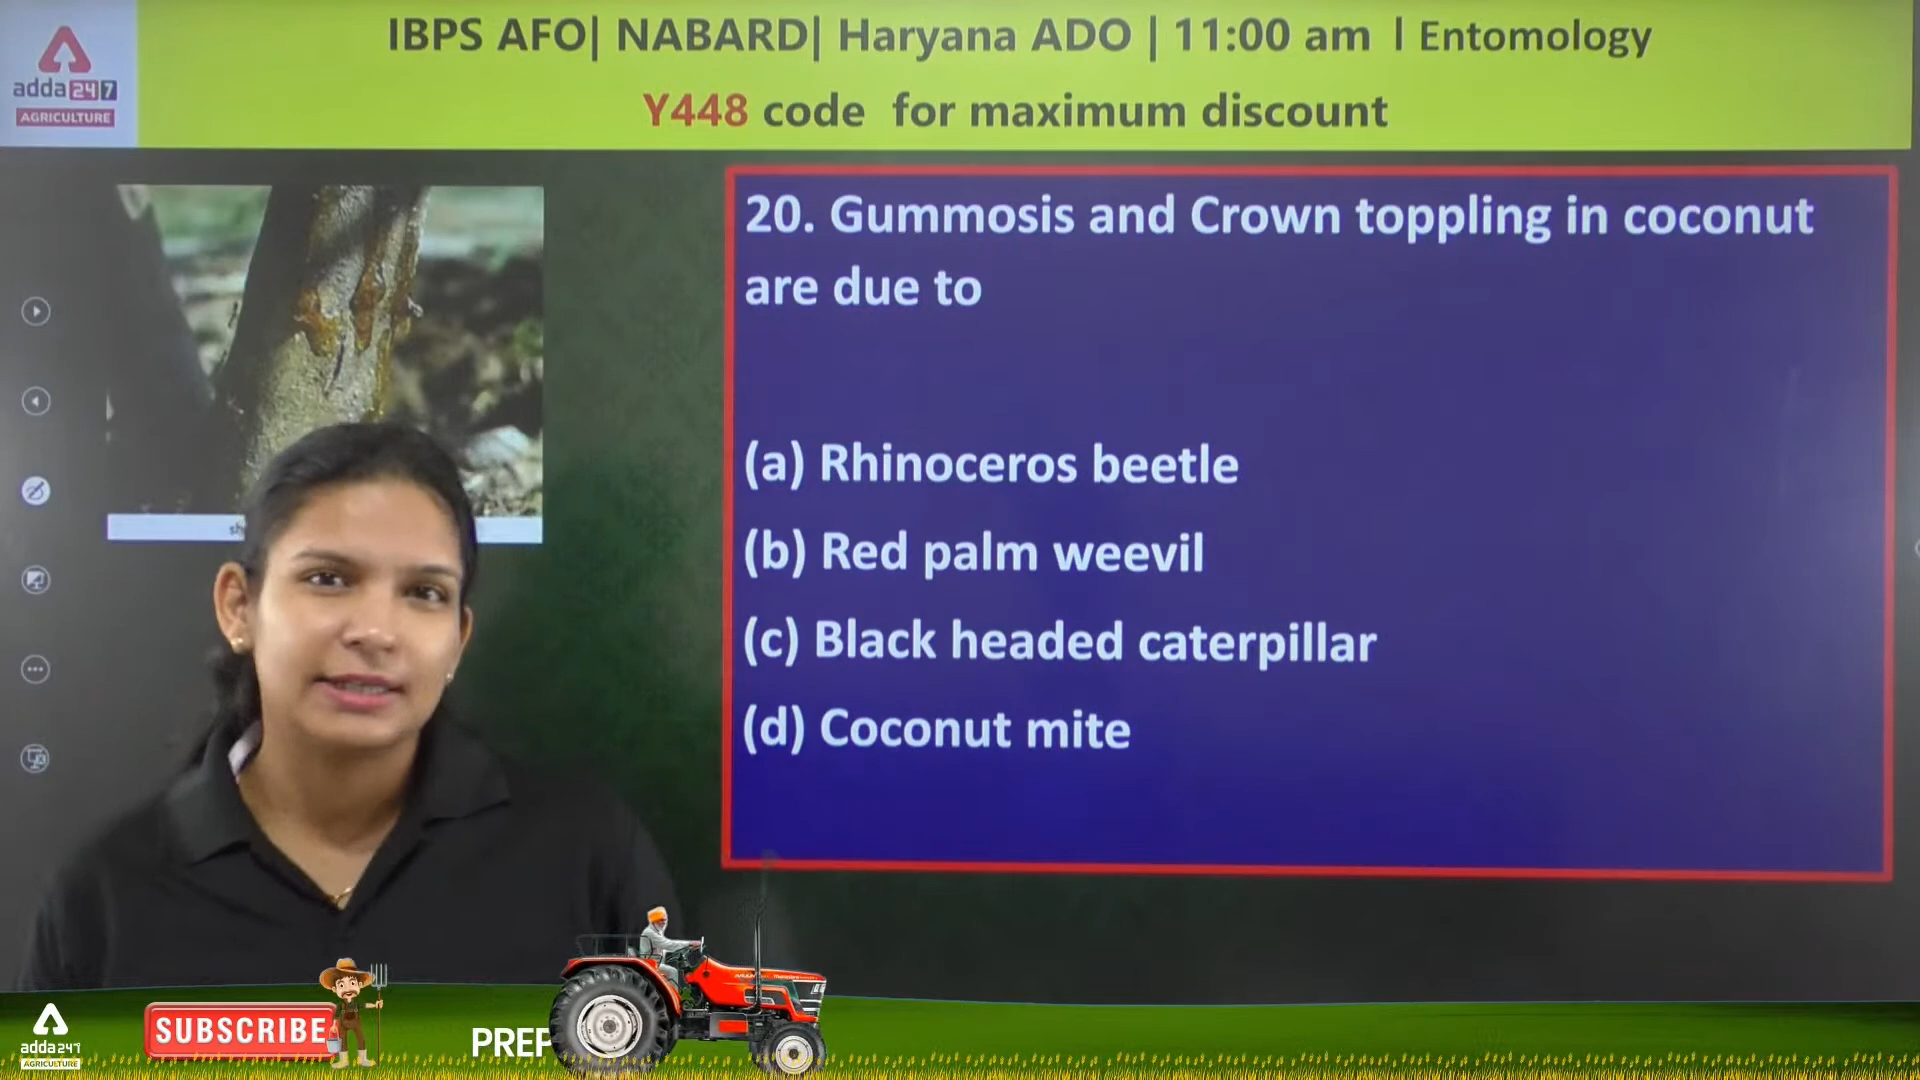 IBPS AFO| NABARD| Haryana ADO | 11:00 am l Entomology
Y448 code for maximum discount
adda247
AGRICULTURE
20. Gummosis and Crown toppling in coconut
are due to
(a) Rhinoceros beetle
(b) Red palm weevil
(c) Black headed caterpillar
(d) Coconut mite
SUBSCRIBE
PREP
adda247
AGRICULTURE